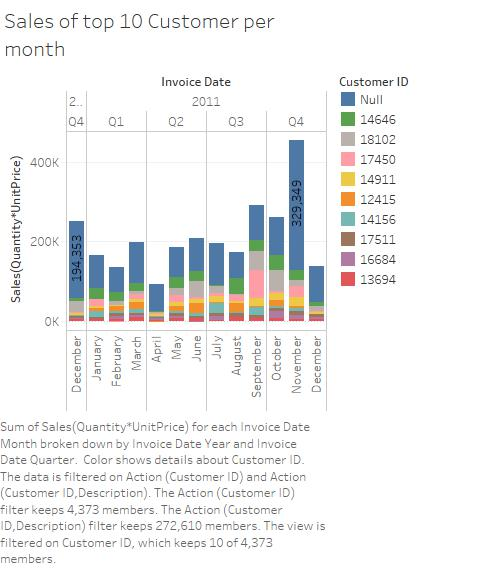 Sales of top 10 Customer per
month
Invoice Date
2..
2011
Q4
Q1
Q2
Q3
Q4
Sales(Quantity*UnitPrice)
400K
200K
0K
194,353
329,349
December
January
February
March
April
May
June
July
August
September
October
November
December
Customer ID
Null
14646
18102
17450
14911
12415
14156
17511
16684
13694
Sum of Sales(Quantity*UnitPrice) for each Invoice Date
Month broken down by Invoice Date Year and Invoice
Date Quarter.  Color shows details about Customer ID.
The data is filtered on Action (Customer ID) and Action
(Customer ID,Description). The Action (Customer ID)
filter keeps 4,373 members. The Action (Customer
ID,Description) filter keeps 272,610 members. The view is
filtered on Customer ID, which keeps 10 of 4,373
members.